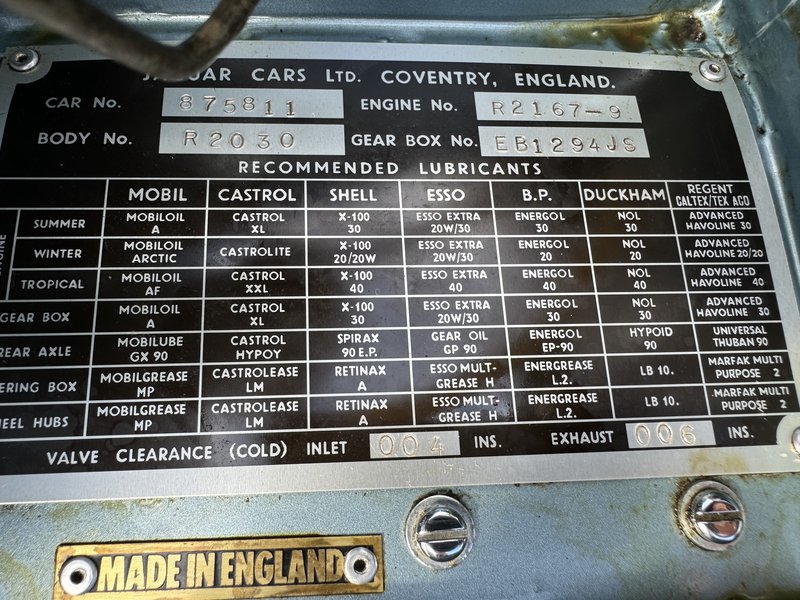 JAGUAR CARS LTD. COVENTRY, ENGLAND.
CAR No. 875811 ENGINE No. R2167-9
BODY No. R2030 GEAR BOX No. EB1294JS
RECOMMENDED LUBRICANTS
MOBIL CASTROL SHELL ESSO B.P. DUCKHAM REGENT CALTEX/TEX ACO
SUMMER MOBILOIL A CASTROL XL X-100 30 ESSO EXTRA 20W/30 ENERGOL 30 NOL 30 ADVANCED HAVOLINE 30
WINTER MOBILOIL ARCTIC CASTROLITE X-100 20/20W ESSO EXTRA 20W/30 ENERGOL 20 NOL 20 ADVANCED HAVOLINE 20/20
TROPICAL MOBILOIL AF CASTROL XXL X-100 40 ESSO EXTRA 40 ENERGOL 40 NOL 40 ADVANCED HAVOLINE 40
GEAR BOX MOBILOIL A CASTROL XL X-100 30 ESSO EXTRA 20W/30 ENERGOL 30 NOL 30 ADVANCED HAVOLINE 30
REAR AXLE MOBILUBE GX 90 CASTROL HYPOY SPIRAX 90 E.P. GEAR OIL GP 90 ENERGOL EP-90 HYPOID 90 UNIVERSAL THUBAN 90
ERING BOX MOBILGREASE MP CASTROLEASE LM RETINAX A ESSO MULT-GREASE H ENERGREASE L.2. LB 10. MARFAK MULTI PURPOSE 2
EEL HUBS MOBILGREASE MP CASTROLEASE LM RETINAX A ESSO MULT-GREASE H ENERGREASE L.2. LB 10. MARFAK MULTI PURPOSE 2
VALVE CLEARANCE (COLD) INLET 004 INS. EXHAUST 006 INS.
MADE IN ENGLAND